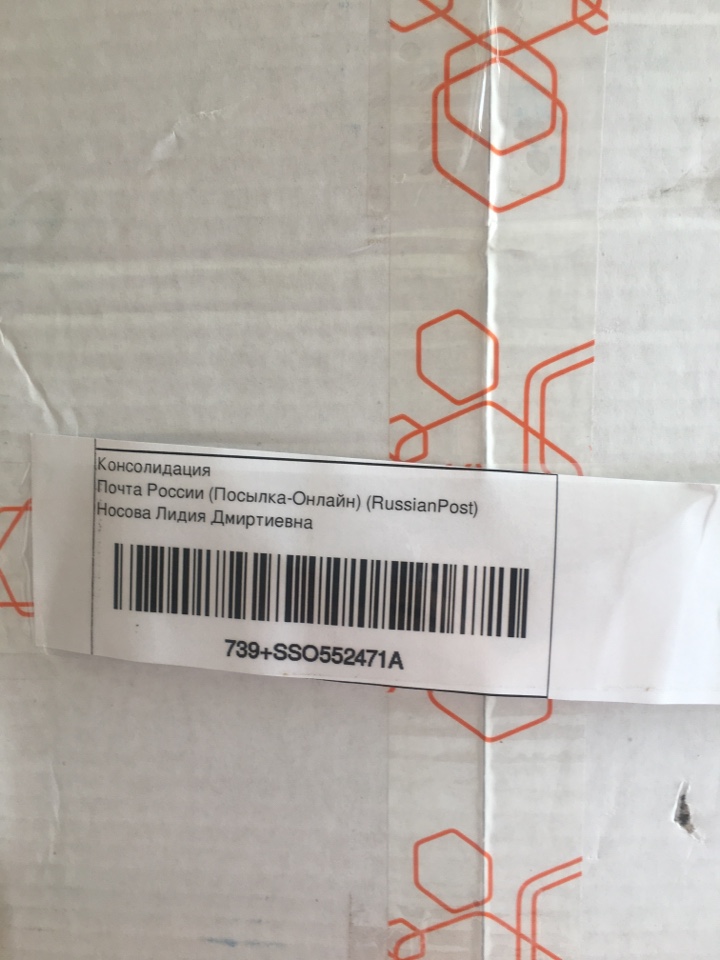 Консолидация
Почта России (Посылка-Онлайн) (RussianPost)
Носова Лидия Дмиртиевна
739+SSO552471A